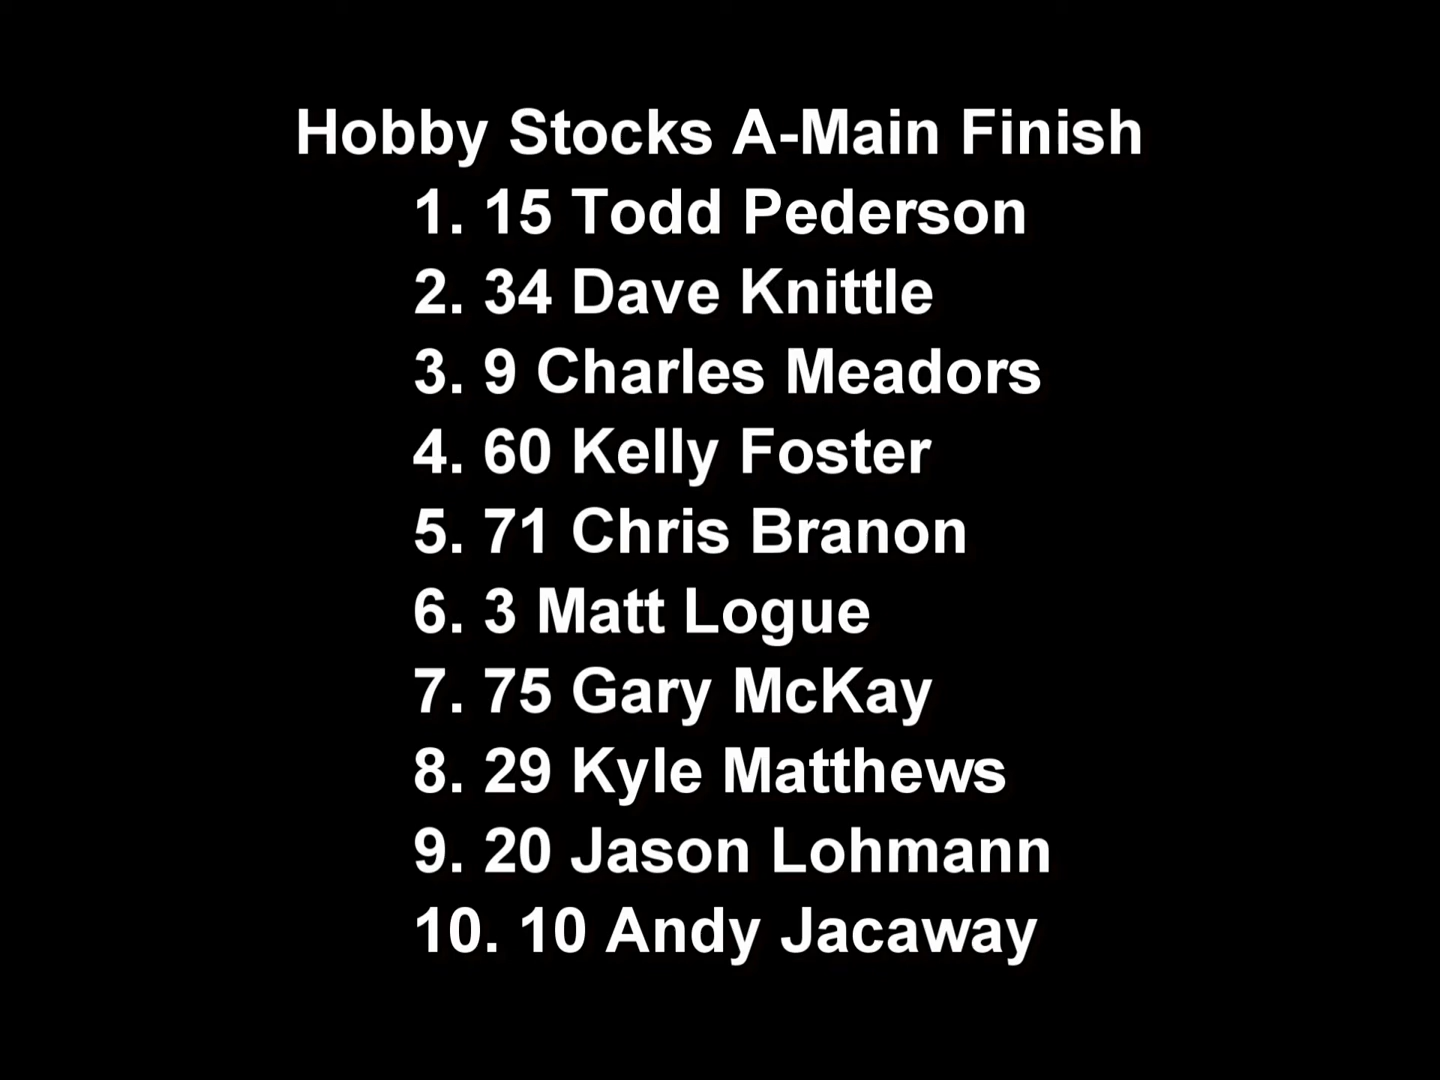 Hobby Stocks A-Main Finish
1. 15 Todd Pederson
2. 34 Dave Knittle
3. 9 Charles Meadors
4. 60 Kelly Foster
5. 71 Chris Branon
6. 3 Matt Logue
7. 75 Gary McKay
8. 29 Kyle Matthews
9. 20 Jason Lohmann
10. 10 Andy Jacaway